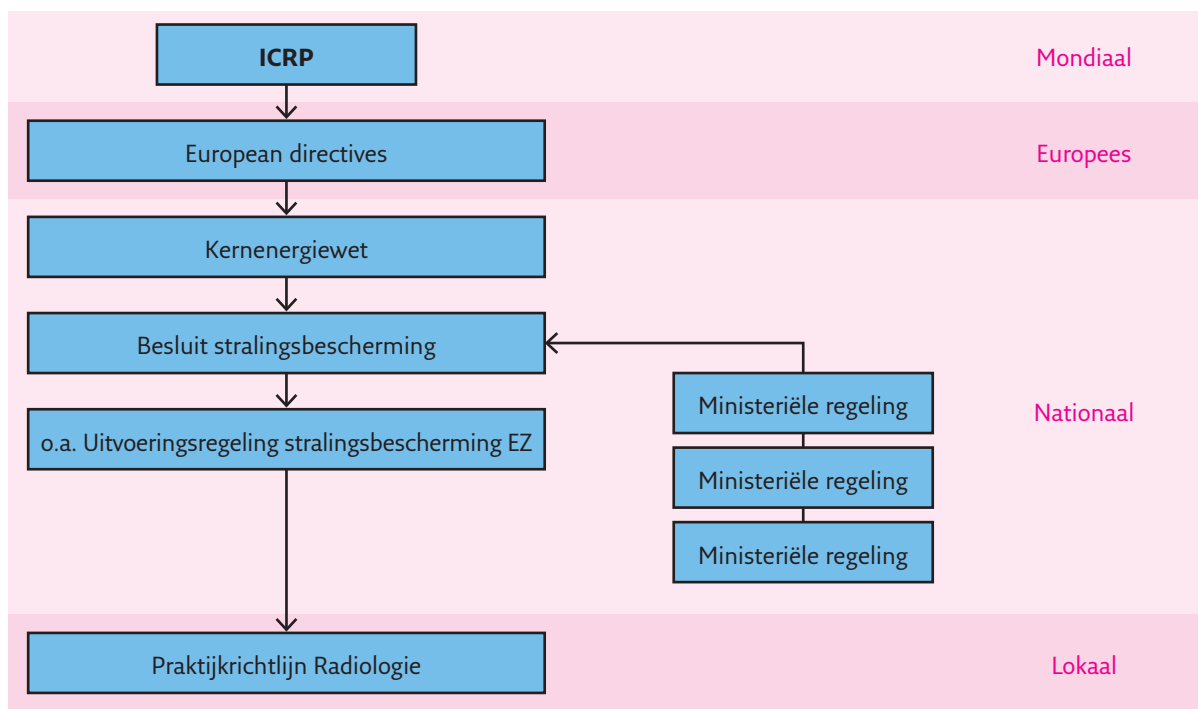 ICRP
Mondiaal
European directives
Europees
Kernenergiewet
Besluit stralingsbescherming
Ministeriële regeling
Nationaal
o.a. Uitvoeringsregeling stralingsbescherming EZ
Ministeriële regeling
Ministeriële regeling
Praktijkrichtlijn Radiologie
Lokaal